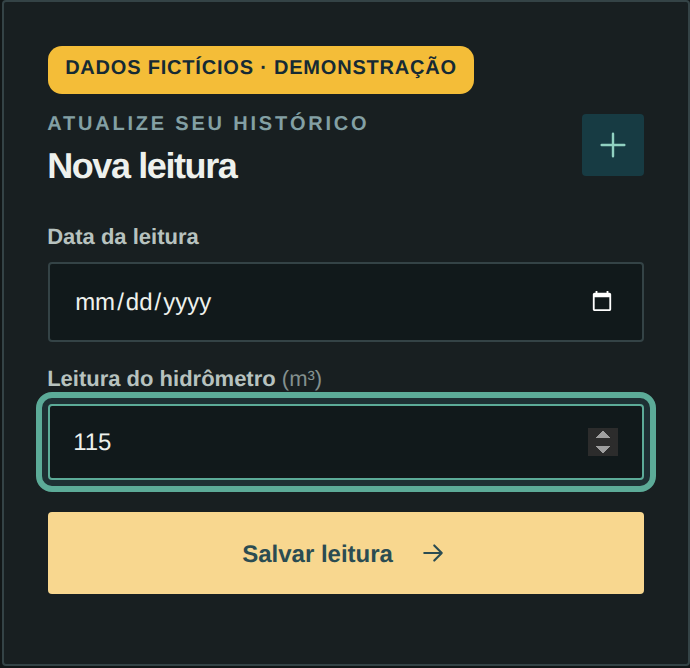 DADOS FICTÍCIOS · DEMONSTRAÇÃO
ATUALIZE SEU HISTÓRICO
Nova leitura
Data da leitura
mm/dd/yyyy
Leitura do hidrômetro (m³)
115
Salvar leitura →